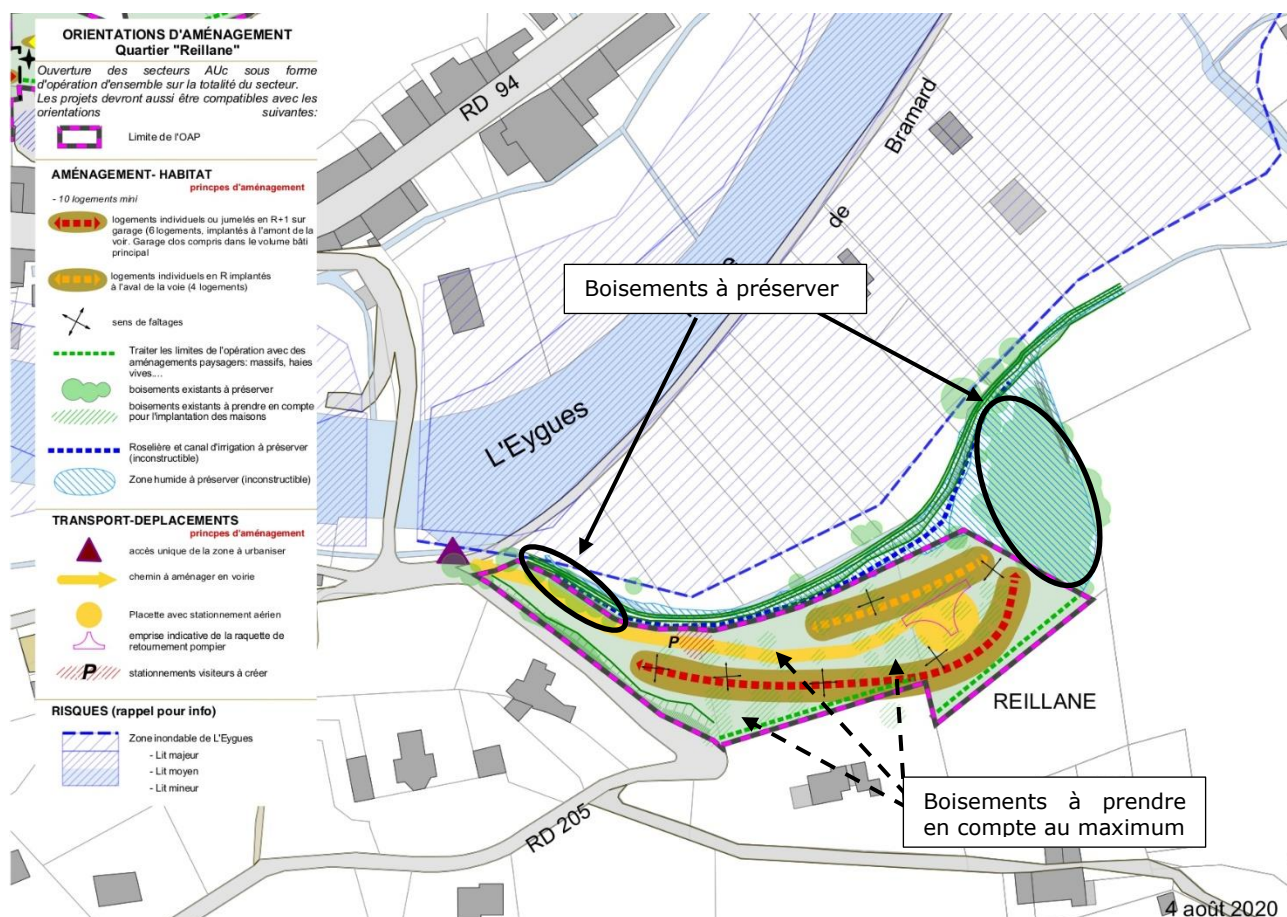 ORIENTATIONS D'AMÉNAGEMENT
Quartier "Reillane"
Ouverture des secteurs AUc sous forme
d'opération d'ensemble sur la totalité du secteur.
Les projets devront aussi être compatibles avec les
orientations suivantes:
Limite de l'OAP
AMÉNAGEMENT- HABITAT
princpes d'aménagement
- 10 logements mini
logements individuels ou jumelés en R+1 sur
garage (6 logements, implantés à l'amont de la
voir. Garage clos compris dans le volume bâti
principal
logements individuels en R implantés
à l'aval de la voie (4 logements)
sens de faîtages
Traiter les limites de l'opération avec des
aménagements paysagers: massifs, haies
vives....
boisements existants à préserver
boisements existants à prendre en compte
pour l'implantation des maisons
Roselière et canal d'irrigation à préserver
(inconstructible)
Zone humide à préserver (inconstructible)
TRANSPORT-DEPLACEMENTS
princpes d'aménagement
accès unique de la zone à urbaniser
chemin à aménager en voirie
Placette avec stationnement aérien
emprise indicative de la raquette de
retournement pompier
P
stationnements visiteurs à créer
RISQUES (rappel pour info)
Zone inondable de L'Eygues
- Lit majeur
- Lit moyen
- Lit mineur
RD 94
Bramard
de
Boisements à préserver
L'Eygues
P
REILLANE
Boisements à prendre
en compte au maximum
RD 205
4 août 2020